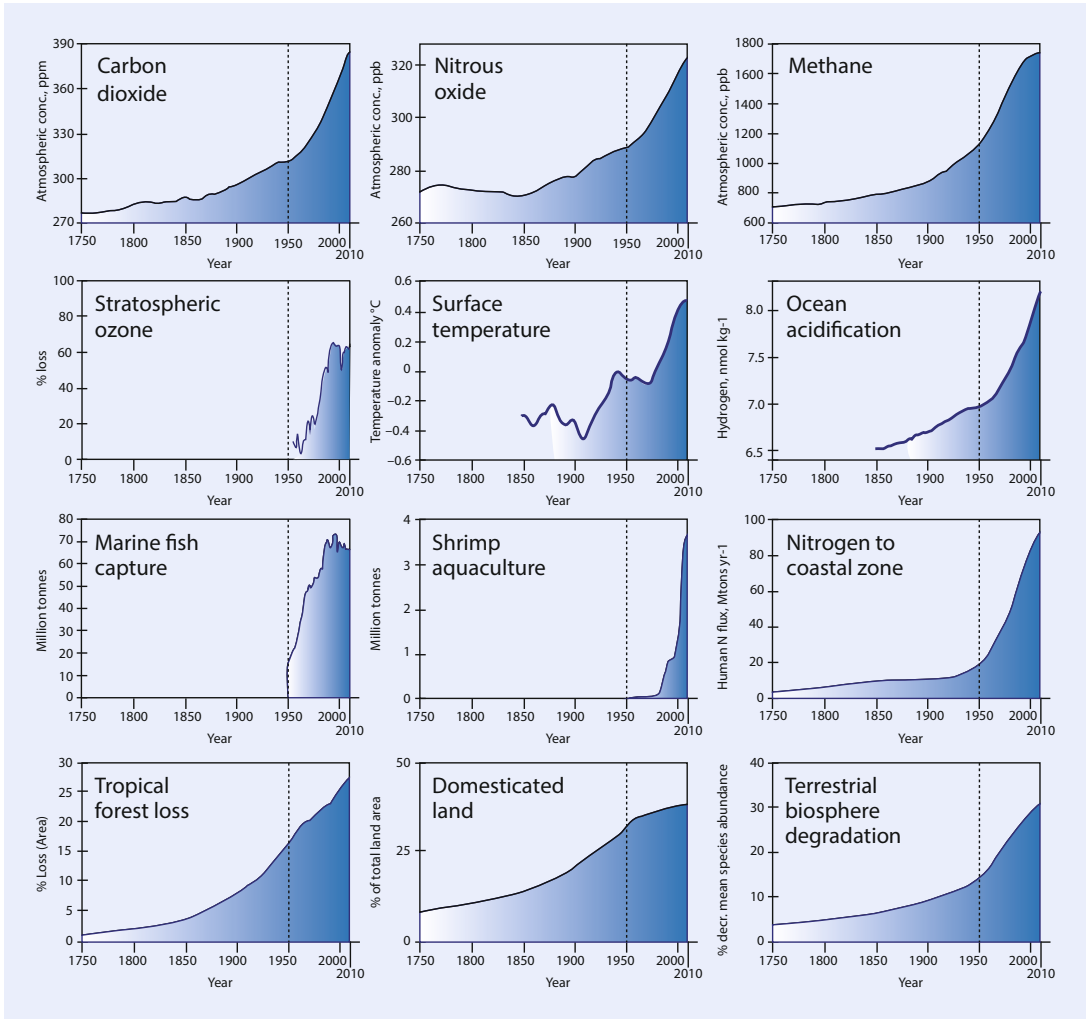 390
360
330
300
270
Atmospheric conc., ppm
Carbon
dioxide
1750 1800 1850 1900 1950 2000
2010
Year
320
300
280
260
Atmospheric conc., ppb
Nitrous
oxide
1750 1800 1850 1900 1950 2000
2010
Year
1800
1600
1400
1200
1000
800
600
Atmospheric conc., ppb
Methane
1750 1800 1850 1900 1950 2000
2010
Year
100
80
60
40
20
0
% loss
Stratospheric
ozone
1750 1800 1850 1900 1950 2000
2010
Year
0.6
0.4
0.2
0
–0.2
–0.4
–0.6
Temperature anomaly °C
Surface
temperature
1750 1800 1850 1900 1950 2000
2010
Year
8.0
7.5
7.0
6.5
Hydrogen, nmol kg-1
Ocean
acidification
1750 1800 1850 1900 1950 2000
2010
Year
80
70
60
50
40
30
20
10
0
Million tonnes
Marine fish
capture
1750 1800 1850 1900 1950 2000
2010
Year
4
3
2
1
0
Million tonnes
Shrimp
aquaculture
1750 1800 1850 1900 1950 2000
2010
Year
100
80
60
40
20
0
Human N flux, Mtons yr-1
Nitrogen to
coastal zone
1750 1800 1850 1900 1950 2000
2010
Year
30
25
20
15
10
5
0
% Loss (Area)
Tropical
forest loss
1750 1800 1850 1900 1950 2000
2010
Year
50
25
0
% of total land area
Domesticated
land
1750 1800 1850 1900 1950 2000
2010
Year
40
30
20
10
0
% decr. mean species abundance
Terrestrial
biosphere
degradation
1750 1800 1850 1900 1950 2000
2010
Year